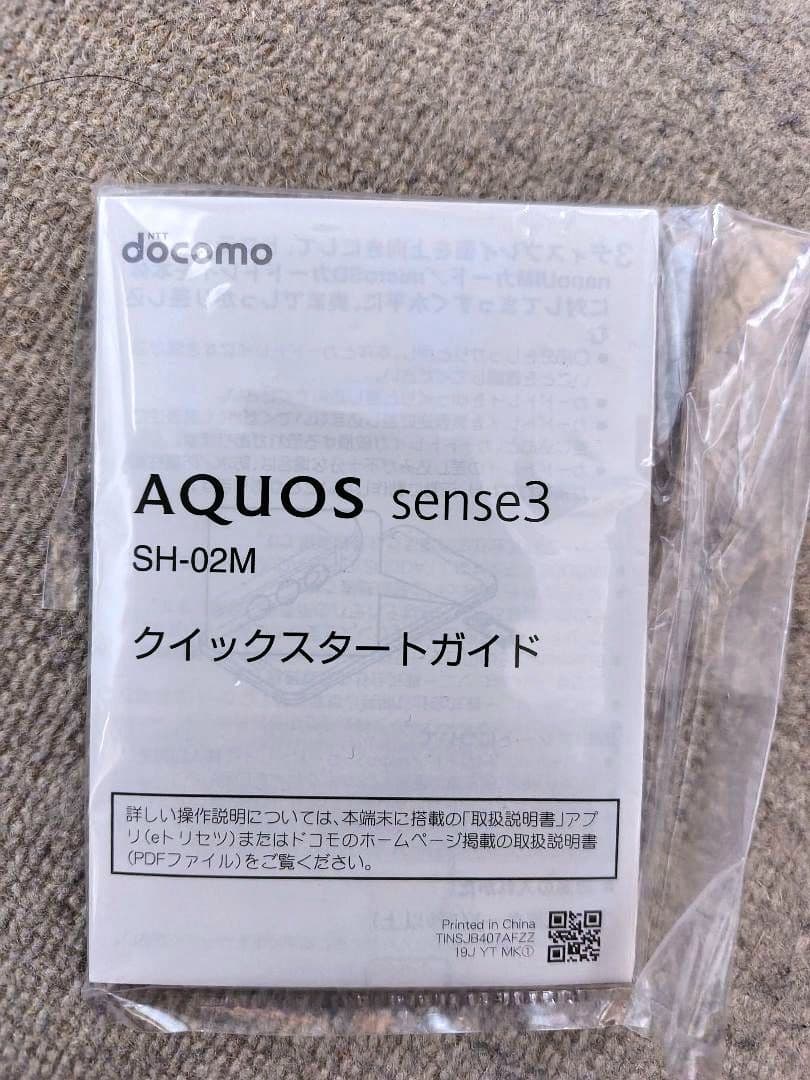 NTT
docomo
AQUOS sense3
SH-02M
クイックスタートガイド
詳しい操作説明については、本端末に搭載の「取扱説明書」アプ
リ(eトリセツ)またはドコモのホームページ掲載の取扱説明書
(PDFファイル)をご覧ください。
Printed in China
TINSJB407AFZZ
19J YT MK①